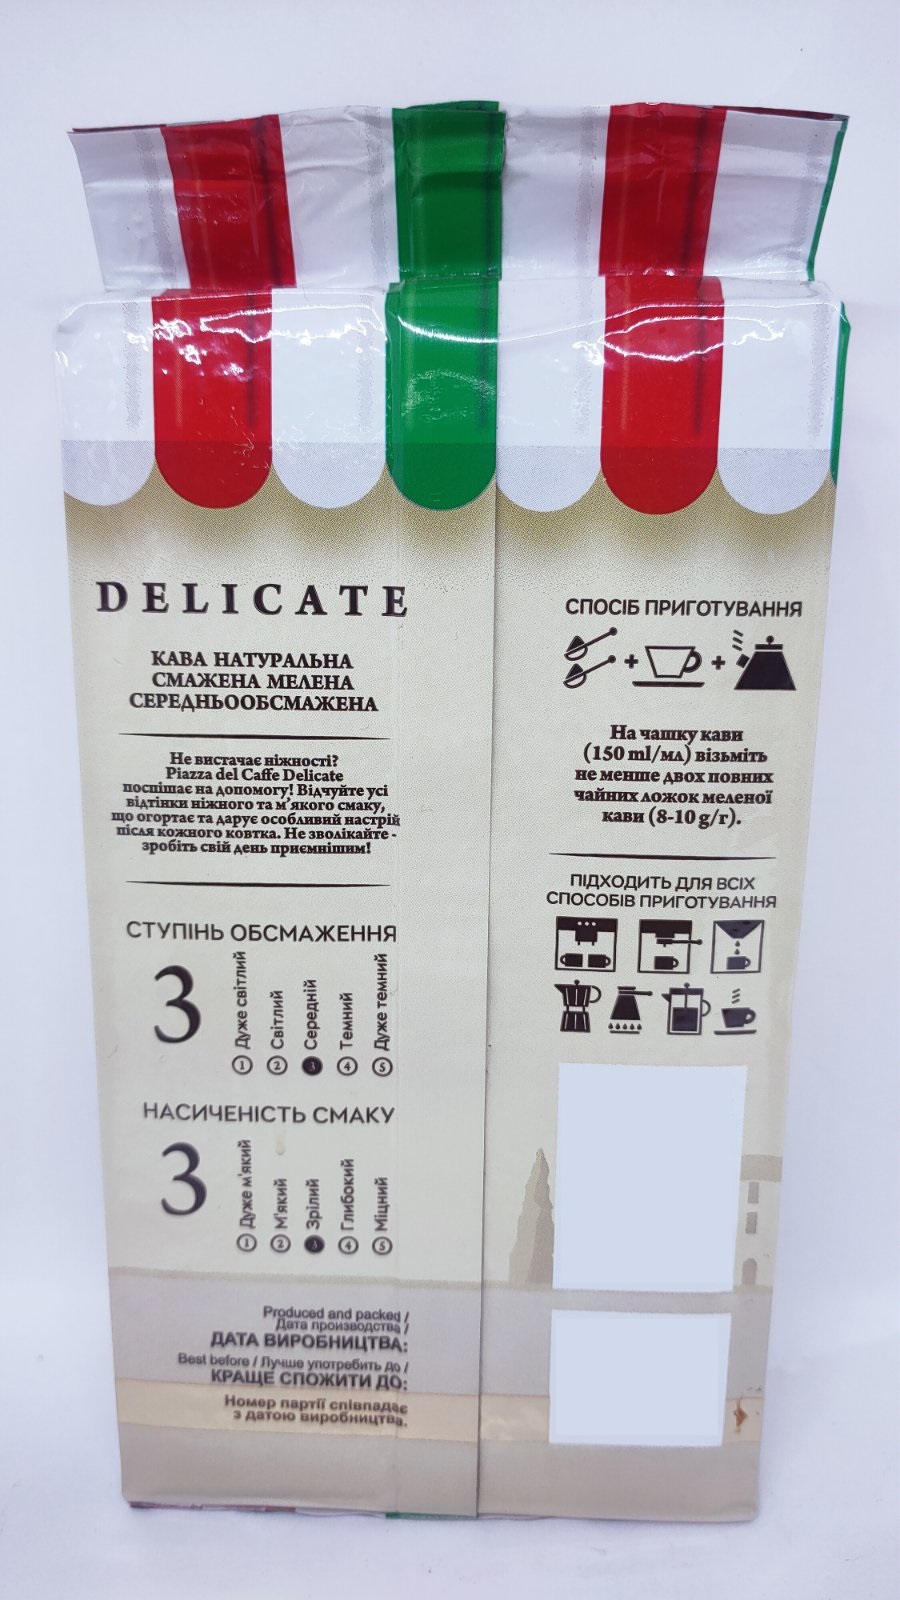 DELICATE
КАВА НАТУРАЛЬНА
СМАЖЕНА МЕЛЕНА
СЕРЕДНЬООБСМАЖЕНА
Не вистачає ніжності?
Piazza del Caffe Delicate
поспішає на допомогу! Відчуйте усі
відтінки ніжного та м'якого смаку,
що огортає та дарує особливий настрій
після кожного ковтка. Не зволікайте -
зробіть свій день приємнішим!
СТУПІНЬ ОБСМАЖЕННЯ
3
1 Дуже світлий
2 Світлий
3 Середній
4 Темний
5 Дуже темний
НАСИЧЕНІСТЬ СМАКУ
3
1 Дуже м'який
2 М'який
3 Зрілий
4 Глибокий
5 Міцний
Produced and packed /
Дата производства /
ДАТА ВИРОБНИЦТВА:
Best before / Лучше употребить до /
КРАЩЕ СПОЖИТИ ДО:
Номер партії співпадає
з датою виробництва.
СПОСІБ ПРИГОТУВАННЯ
+ +
На чашку кави
(150 ml/мл) візьміть
не менше двох повних
чайних ложок меленої
кави (8-10 g/г).
ПІДХОДИТЬ ДЛЯ ВСІХ
СПОСОБІВ ПРИГОТУВАННЯ